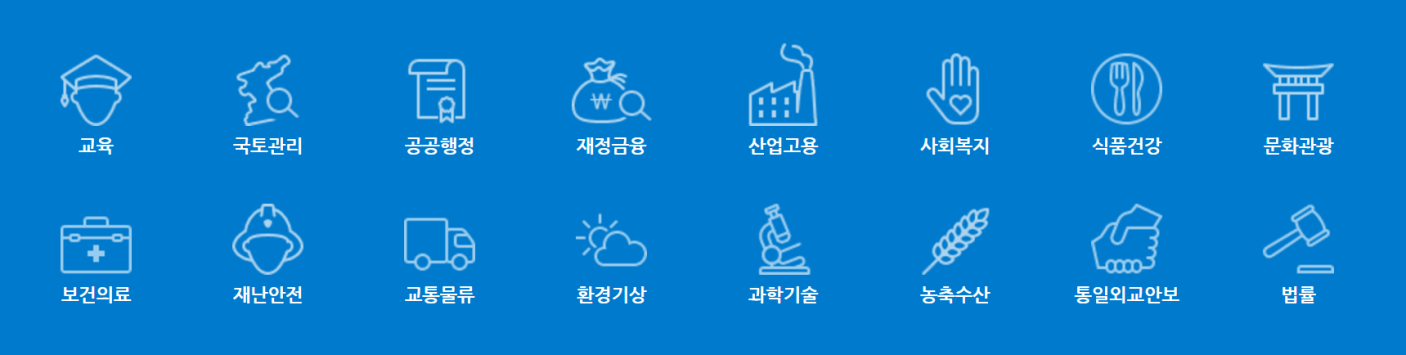 교육
국토관리
공공행정
재정금융
산업고용
사회복지
식품건강
문화관광
보건의료
재난안전
교통물류
환경기상
과학기술
농축수산
통일외교안보
법률